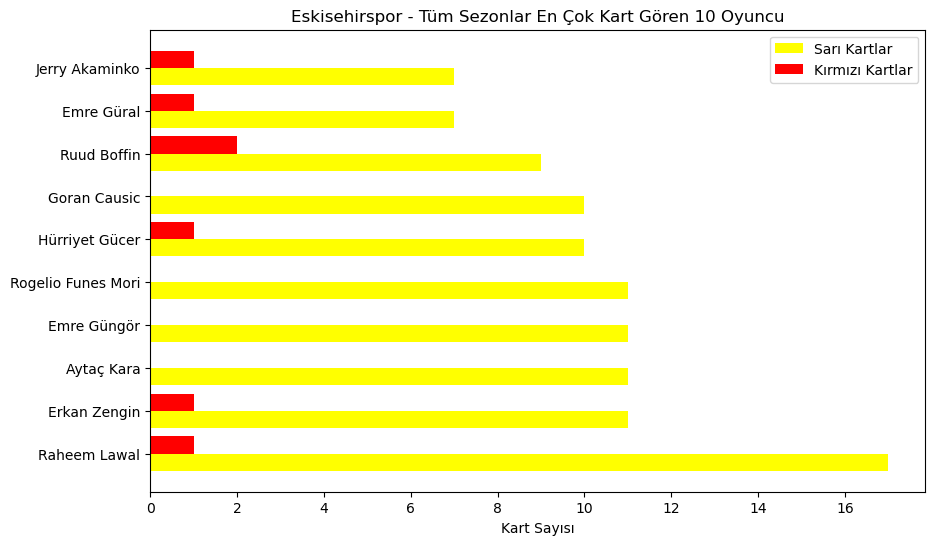 Eskisehirspor - Tüm Sezonlar En Çok Kart Gören 10 Oyuncu
Sarı Kartlar
Kırmızı Kartlar
Jerry Akaminko
Emre Güral
Ruud Boffin
Goran Causic
Hürriyet Gücer
Rogelio Funes Mori
Emre Güngör
Aytaç Kara
Erkan Zengin
Raheem Lawal
0 2 4 6 8 10 12 14 16
Kart Sayısı